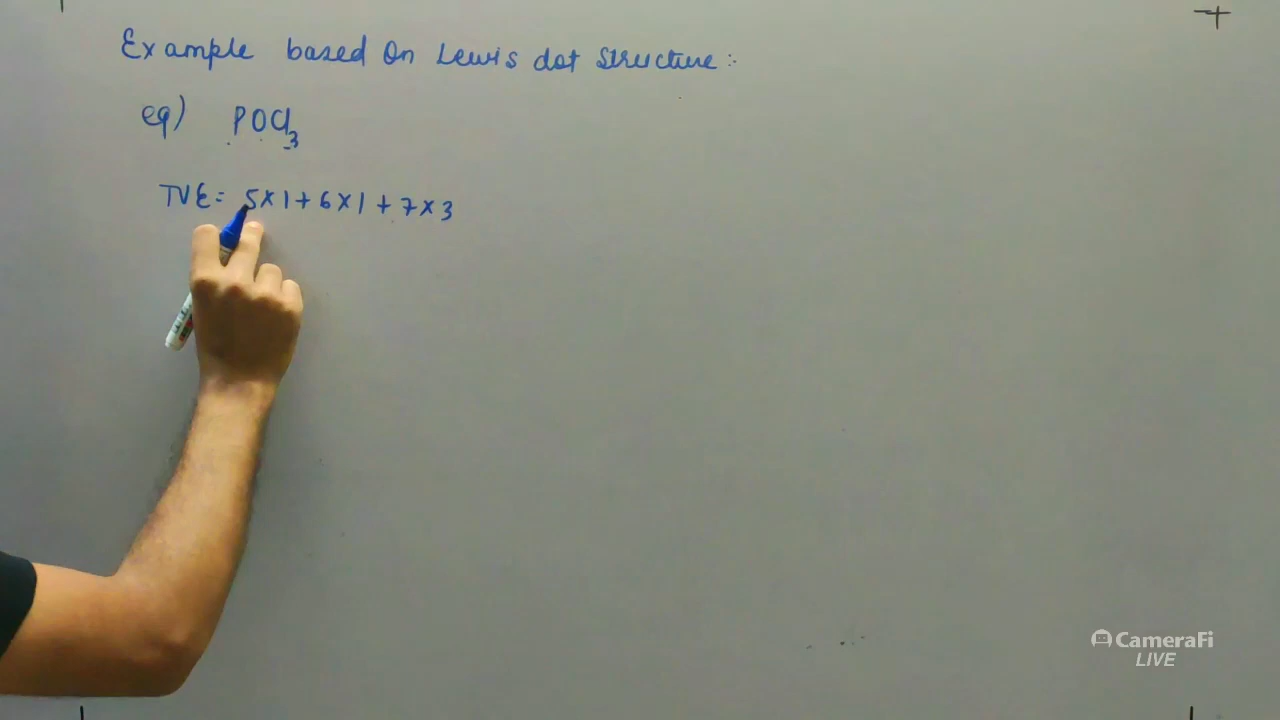 Example based On Lewis dot structure :-
eg) POCl3
TVE = 5×1 + 6×1 + 7×3
CameraFi
LIVE